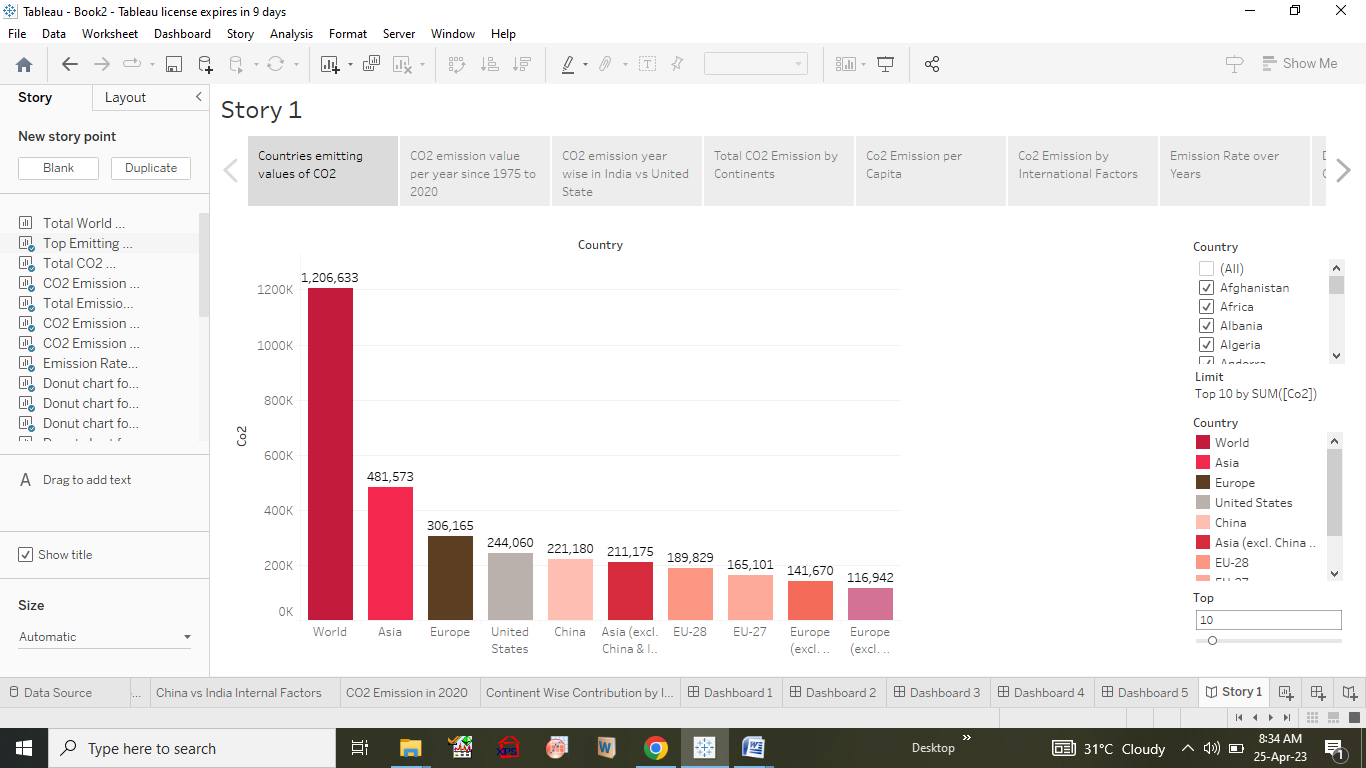 Tableau - Book2 - Tableau license expires in 9 days
File Data Worksheet Dashboard Story Analysis Format Server Window Help
Show Me
Story Layout
New story point
Blank Duplicate
Total World ...
Top Emitting ...
Total CO2 ...
CO2 Emission ...
Total Emissio...
CO2 Emission ...
CO2 Emission ...
Emission Rate...
Donut chart fo...
Donut chart fo...
Donut chart fo...
A Drag to add text
Show title
Size
Automatic
Story 1
Countries emitting
values of CO2
CO2 emission value
per year since 1975 to
2020
CO2 emission year
wise in India vs United
State
Total CO2 Emission by
Continents
Co2 Emission per
Capita
Co2 Emission by
International Factors
Emission Rate over
Years
Country
Co2
1200K
1000K
800K
600K
400K
200K
0K
1,206,633
481,573
306,165
244,060
221,180
211,175
189,829
165,101
141,670
116,942
World
Asia
Europe
United
States
China
Asia (excl.
China & I..
EU-28
EU-27
Europe
(excl. ..
Europe
(excl. ..
Country
(All)
Afghanistan
Africa
Albania
Algeria
Andorra
Limit
Top 10 by SUM([Co2])
Country
World
Asia
Europe
United States
China
Asia (excl. China ..
EU-28
EU-27
Top
10
Data Source ... China vs India Internal Factors CO2 Emission in 2020 Continent Wise Contribution by I... Dashboard 1 Dashboard 2 Dashboard 3 Dashboard 4 Dashboard 5 Story 1
Type here to search
XPS
W
W
Desktop
»
31°C Cloudy
8:34 AM
25-Apr-23
1